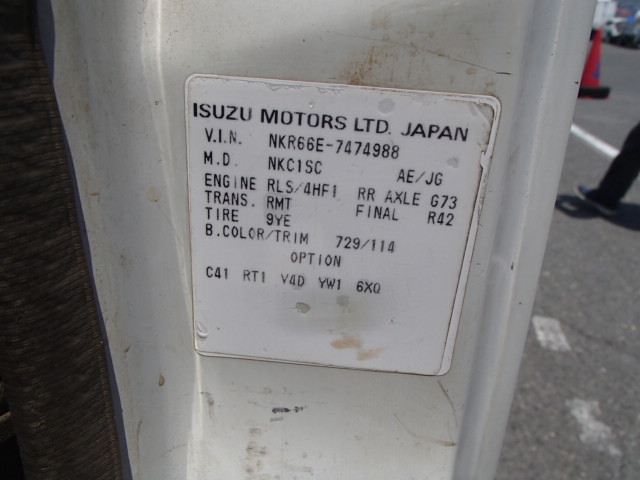 ISUZU MOTORS LTD. JAPAN
V.I.N. NKR66E-7474988
M.D. NKC1SC AE/JG
ENGINE RLS/4HF1 RR AXLE G73
TRANS. RMT FINAL R42
TIRE 9YE
B.COLOR/TRIM 729/114
OPTION
C41 RT1 V4D YW1 6XQ